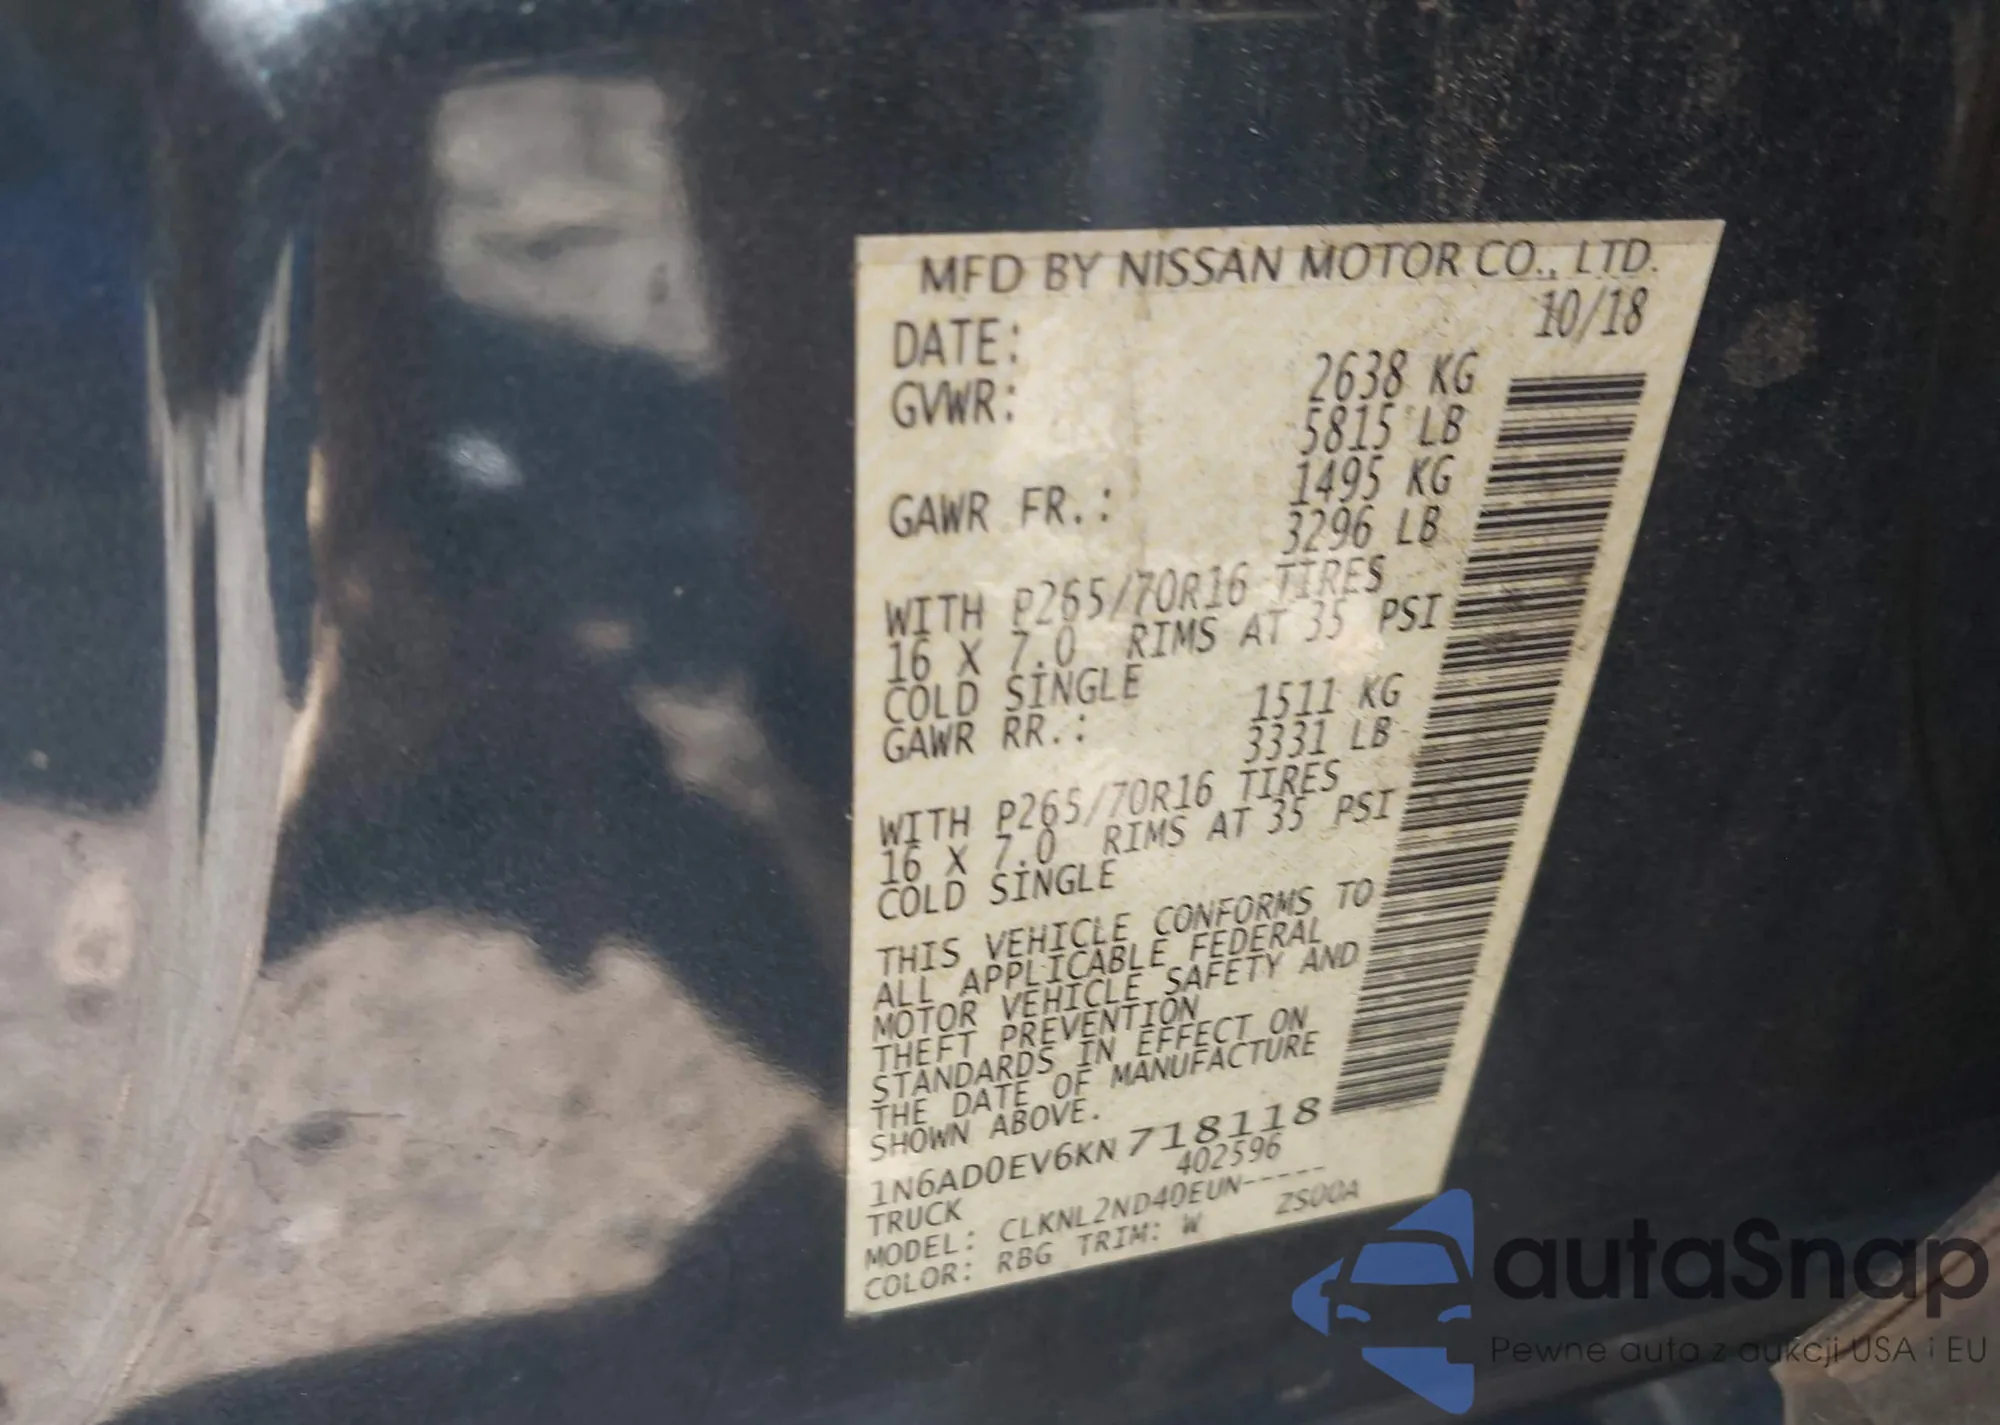 MFD BY NISSAN MOTOR CO., LTD.
DATE: 10/18
GVWR: 2638 KG
5815 LB
GAWR FR.: 1495 KG
3296 LB
WITH P265/70R16 TIRES
16 X 7.0 RIMS AT 35 PSI
COLD SINGLE
GAWR RR.: 1511 KG
3331 LB
WITH P265/70R16 TIRES
16 X 7.0 RIMS AT 35 PSI
COLD SINGLE
THIS VEHICLE CONFORMS TO
ALL APPLICABLE FEDERAL
MOTOR VEHICLE SAFETY AND
THEFT PREVENTION
STANDARDS IN EFFECT ON
THE DATE OF MANUFACTURE
SHOWN ABOVE.
1N6AD0EV6KN718118
TRUCK 402596
MODEL: CLKNL2ND40EUN-----
COLOR: RBG TRIM: W ZS00A
autaSnap
Pewne auta z aukcji USA i EU